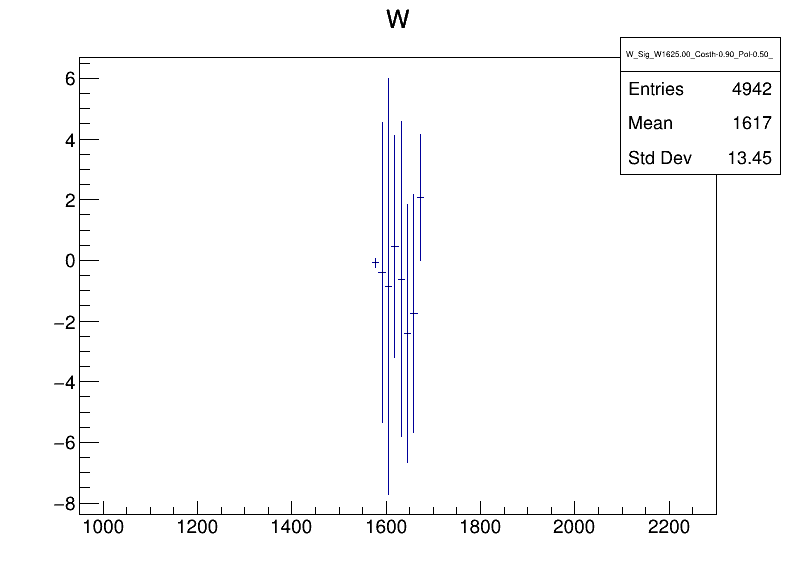 W
W_Sig_W1625.00_Costh-0.90_Pol-0.50_
Entries 4942
Mean 1617
Std Dev 13.45
6
4
2
0
−2
−4
−6
−8
1000 1200 1400 1600 1800 2000 2200